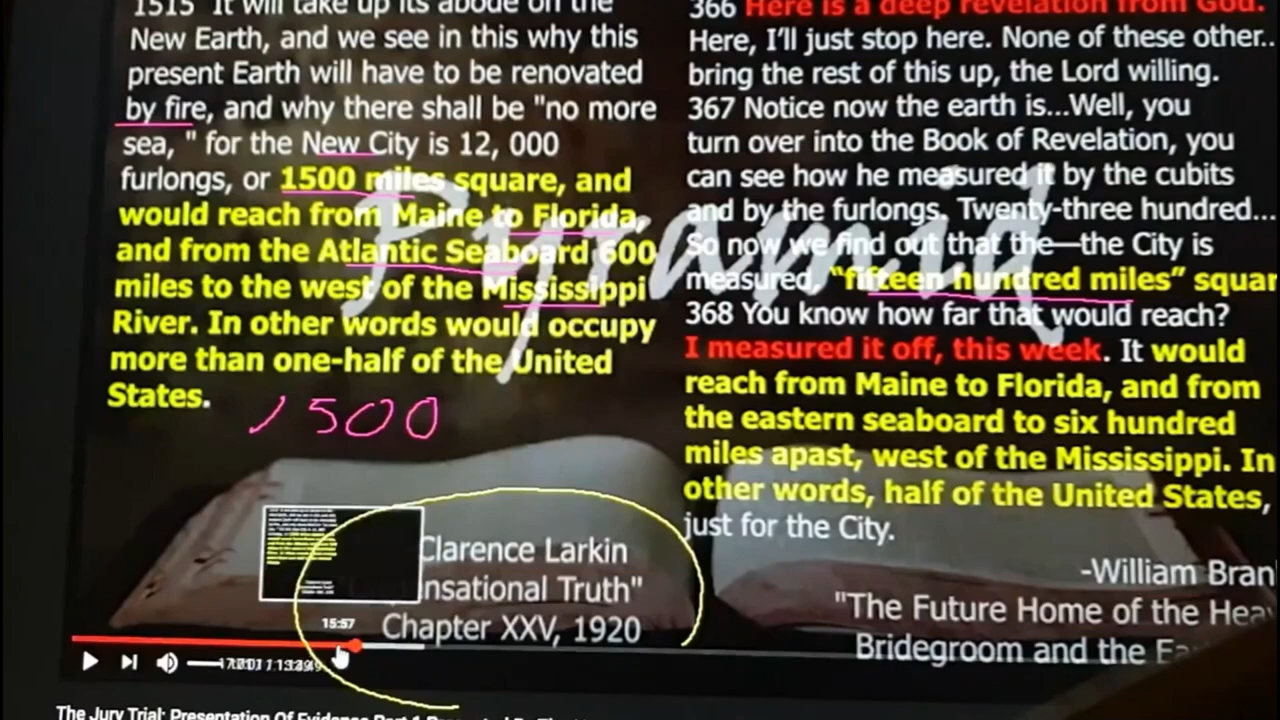 1515 It will take up its abode on the
New Earth, and we see in this why this
present Earth will have to be renovated
by fire, and why there shall be "no more
sea, " for the New City is 12, 000
furlongs, or 1500 miles square, and
would reach from Maine to Florida,
and from the Atlantic Seaboard 600
miles to the west of the Mississippi
River. In other words would occupy
more than one-half of the United
States.
1500
Clarence Larkin
nsational Truth"
Chapter XXV, 1920
366 Here is a deep revelation from God.
Here, I'll just stop here. None of these other..
bring the rest of this up, the Lord willing.
367 Notice now the earth is...Well, you
turn over into the Book of Revelation, you
can see how he measured it by the cubits
and by the furlongs. Twenty-three hundred...
So now we find out that the—the City is
measured, "fifteen hundred miles" squar
368 You know how far that would reach?
I measured it off, this week. It would
reach from Maine to Florida, and from
the eastern seaboard to six hundred
miles apast, west of the Mississippi. In
other words, half of the United States,
just for the City.
-William Bran
"The Future Home of the Hea
Bridegroom and the Ea
Pyramid
15:57
The Jury Trial: Presentation Of Evidence Part 1 Presented By The